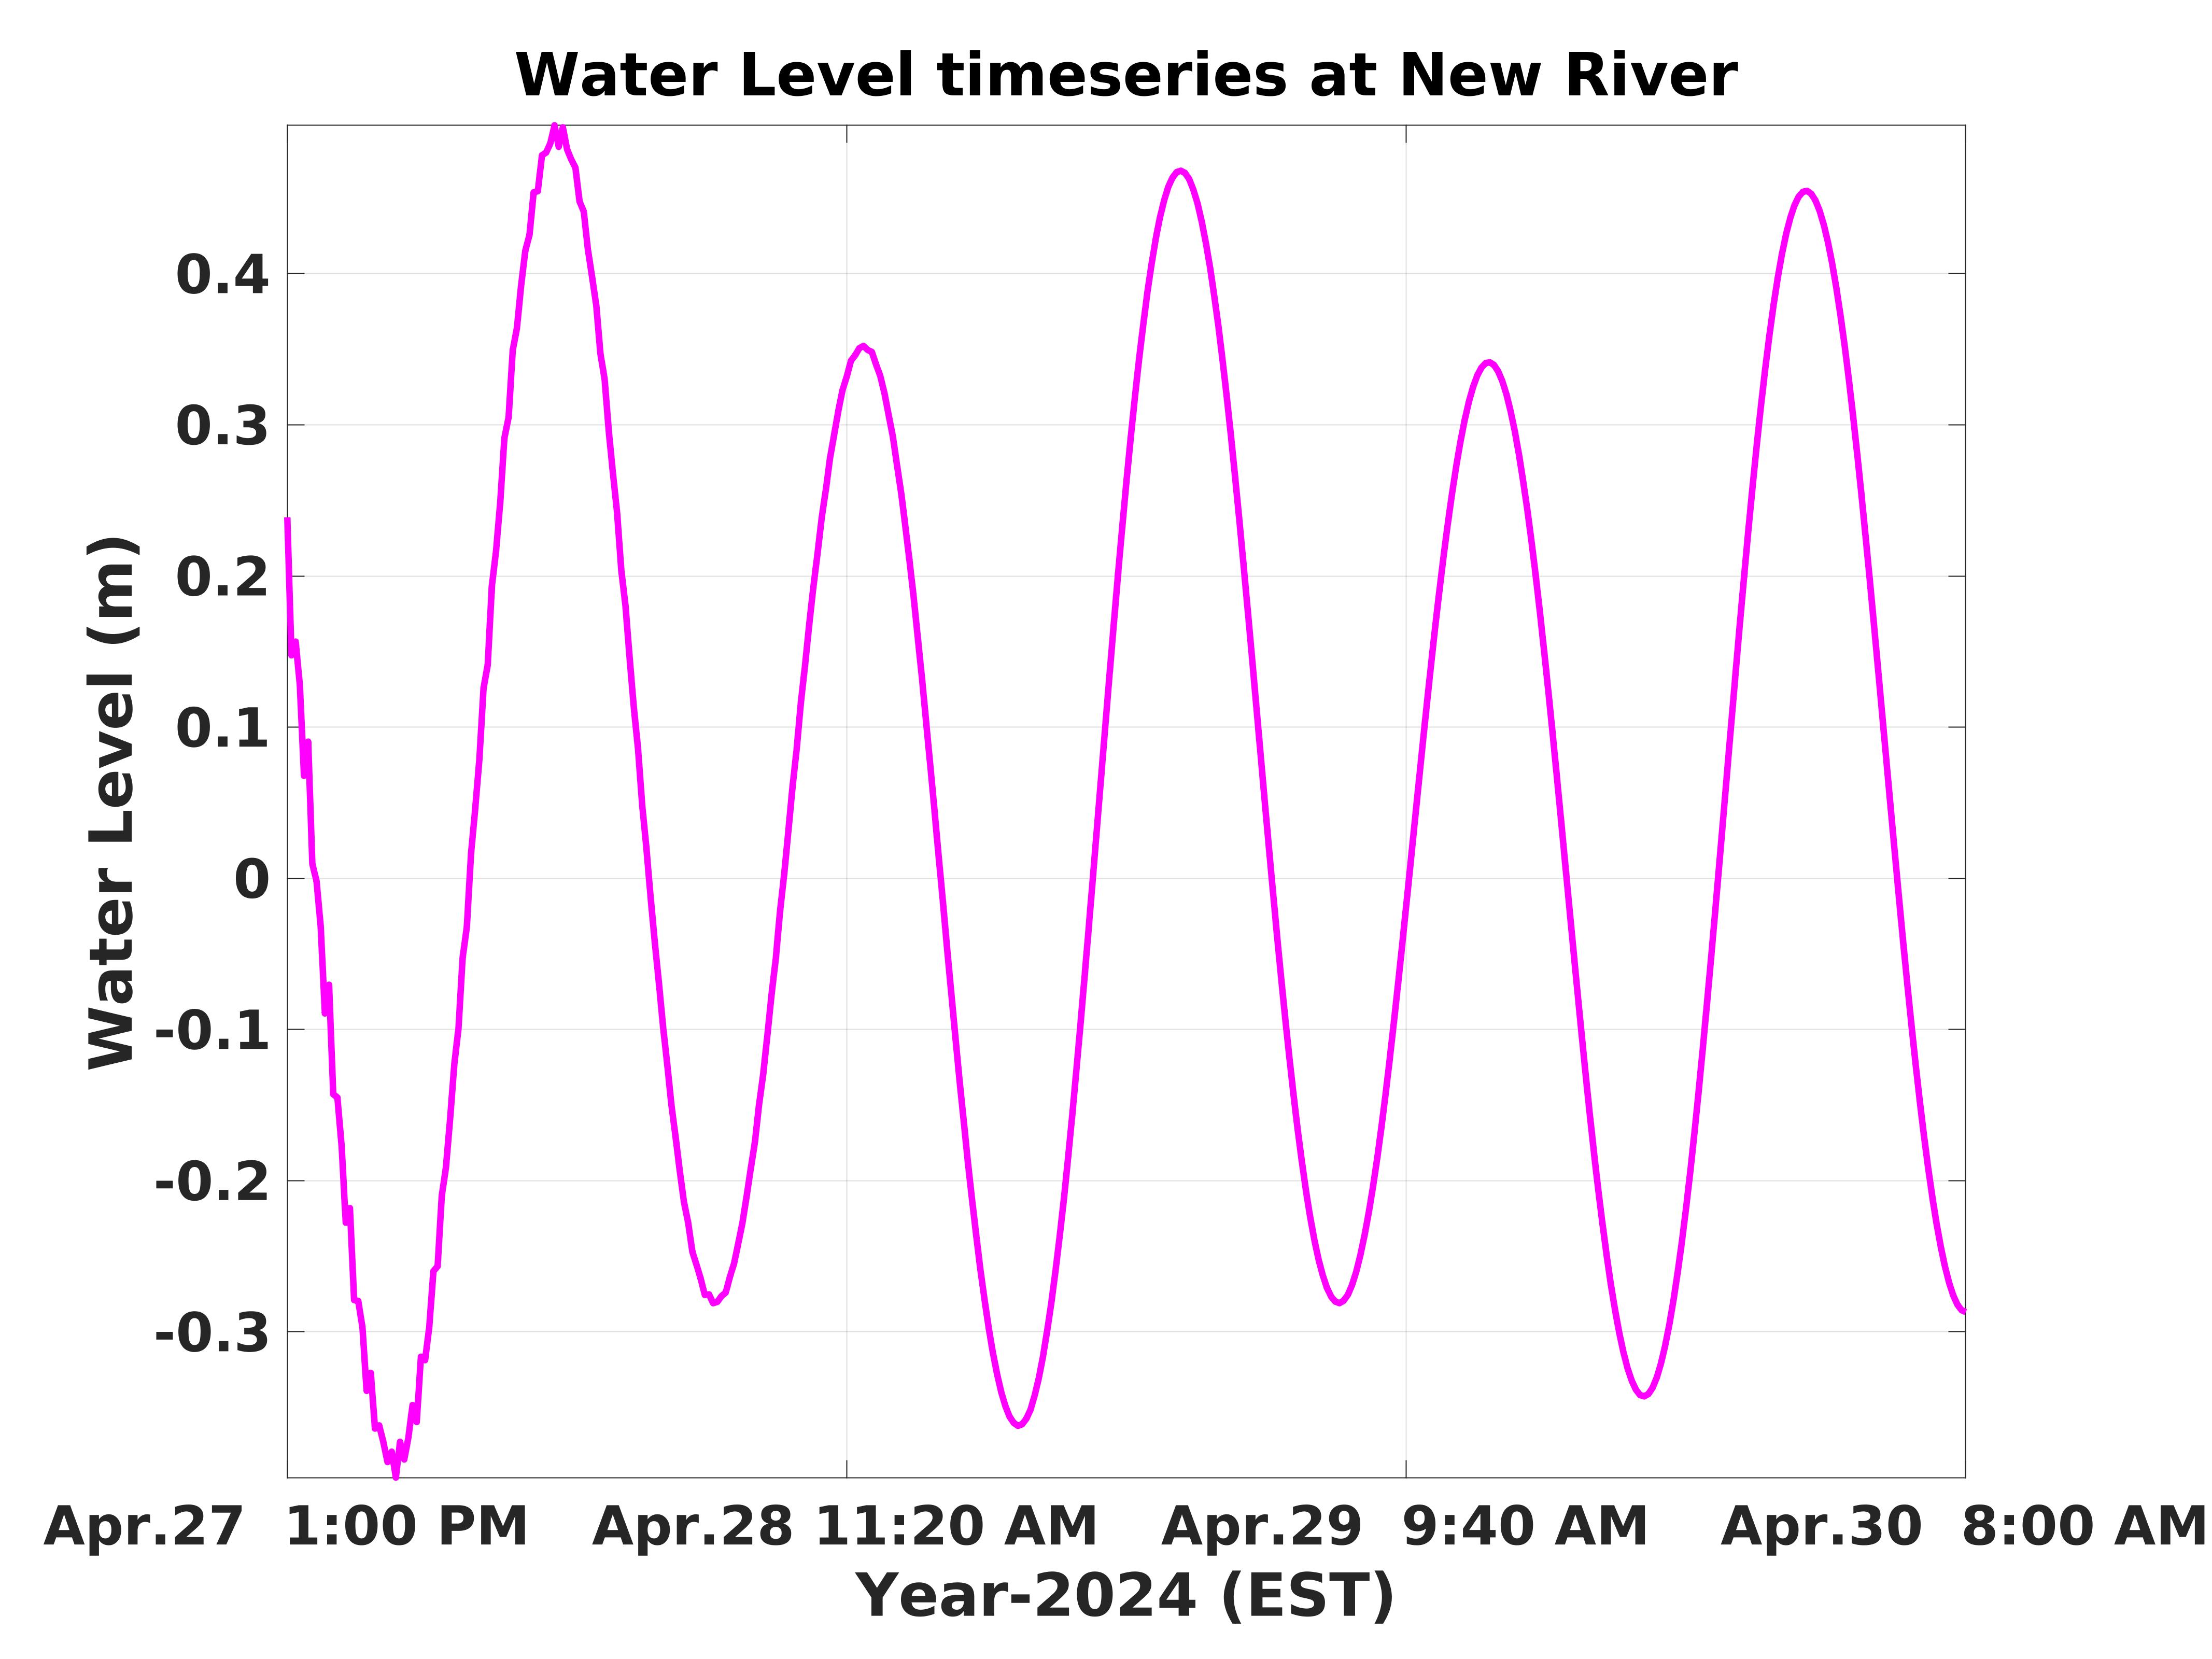 Water Level timeseries at New River
Water Level (m)
0.4
0.3
0.2
0.1
0
-0.1
-0.2
-0.3
Apr.27 1:00 PM Apr.28 11:20 AM Apr.29 9:40 AM Apr.30 8:00 AM
Year-2024 (EST)